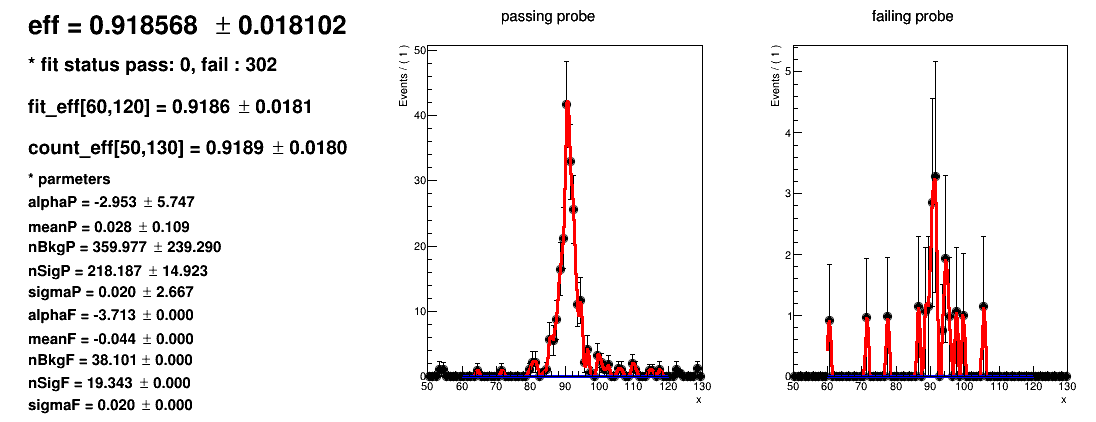 eff = 0.918568 ± 0.018102
* fit status pass: 0, fail : 302
fit_eff[60,120] = 0.9186 ± 0.0181
count_eff[50,130] = 0.9189 ± 0.0180
* parmeters
alphaP = -2.953 ± 5.747
meanP = 0.028 ± 0.109
nBkgP = 359.977 ± 239.290
nSigP = 218.187 ± 14.923
sigmaP = 0.020 ± 2.667
alphaF = -3.713 ± 0.000
meanF = -0.044 ± 0.000
nBkgF = 38.101 ± 0.000
nSigF = 19.343 ± 0.000
sigmaF = 0.020 ± 0.000
passing probe
Events / ( 1 )
50
40
30
20
10
0
50 60 70 80 90 100 110 120 130
x
failing probe
Events / ( 1 )
5
4
3
2
1
0
50 60 70 80 90 100 110 120 130
x